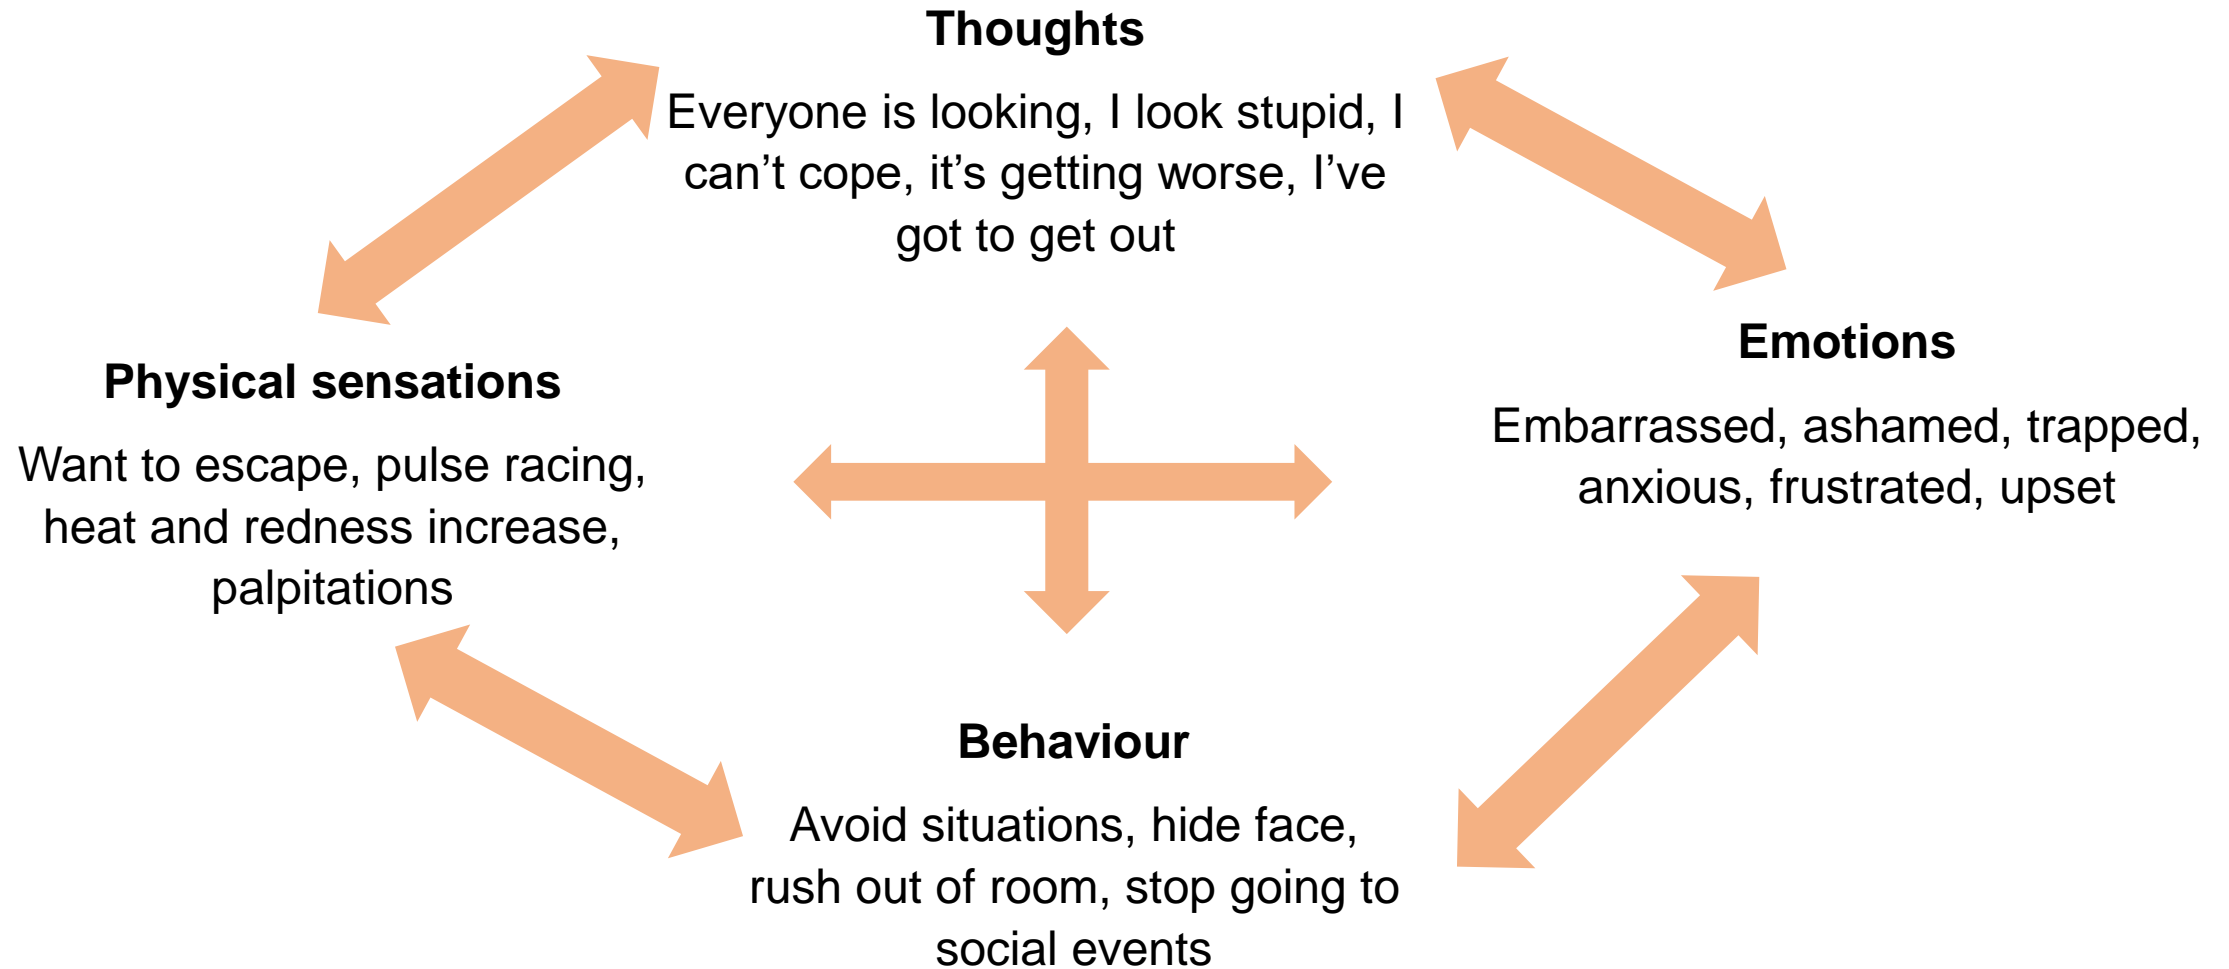 Thoughts
Everyone is looking, I look stupid, I
can’t cope, it’s getting worse, I’ve
got to get out
Physical sensations
Want to escape, pulse racing,
heat and redness increase,
palpitations
Emotions
Embarrassed, ashamed, trapped,
anxious, frustrated, upset
Behaviour
Avoid situations, hide face,
rush out of room, stop going to
social events